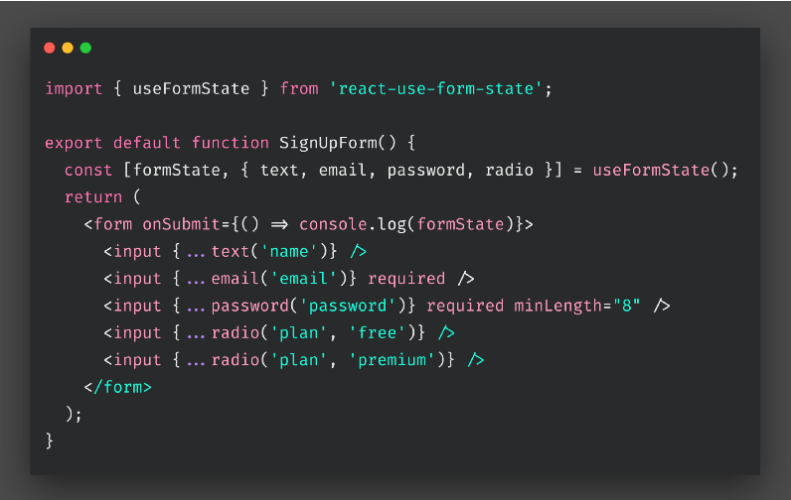 import { useFormState } from 'react-use-form-state';
export default function SignUpForm() {
const [formState, { text, email, password, radio }] = useFormState();
return (
<form onSubmit={() => console.log(formState)}>
<input {...text('name')} />
<input {...email('email')} required />
<input {...password('password')} required minLength="8" />
<input {...radio('plan', 'free')} />
<input {...radio('plan', 'premium')} />
</form>
);
}